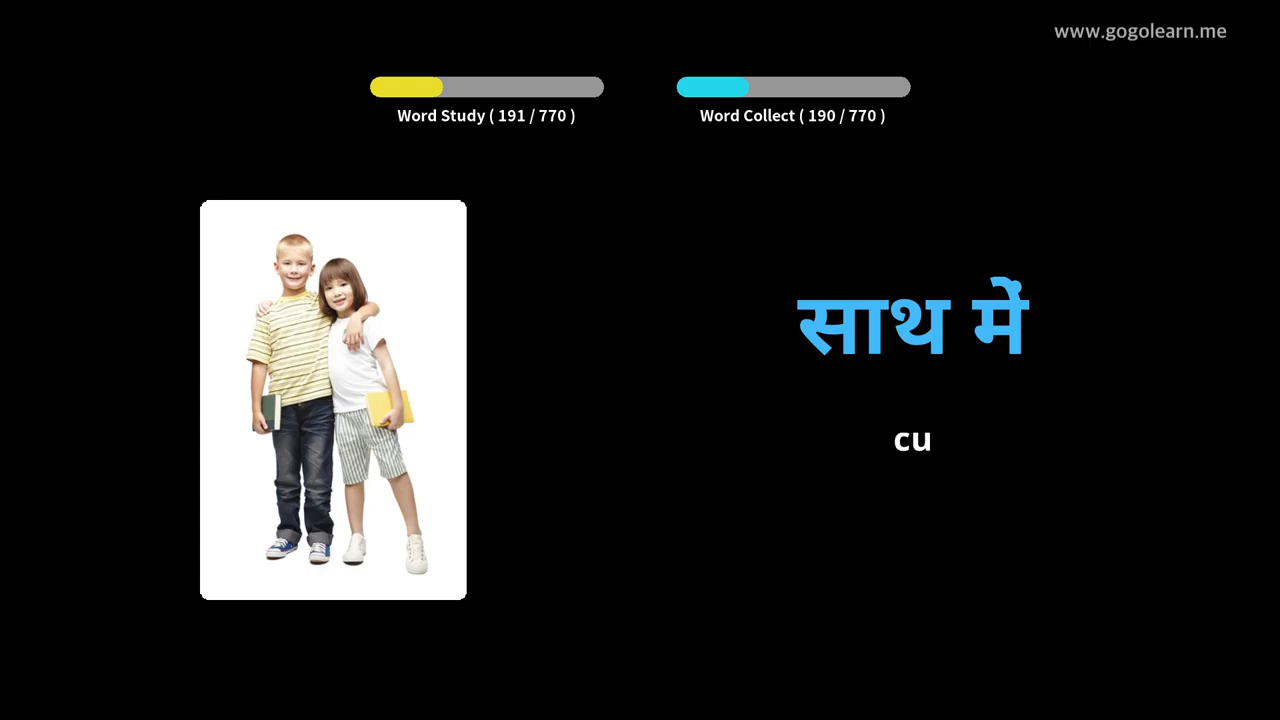 www.gogolearn.me
Word Study ( 191 / 770 )
Word Collect ( 190 / 770 )
साथ में
cu